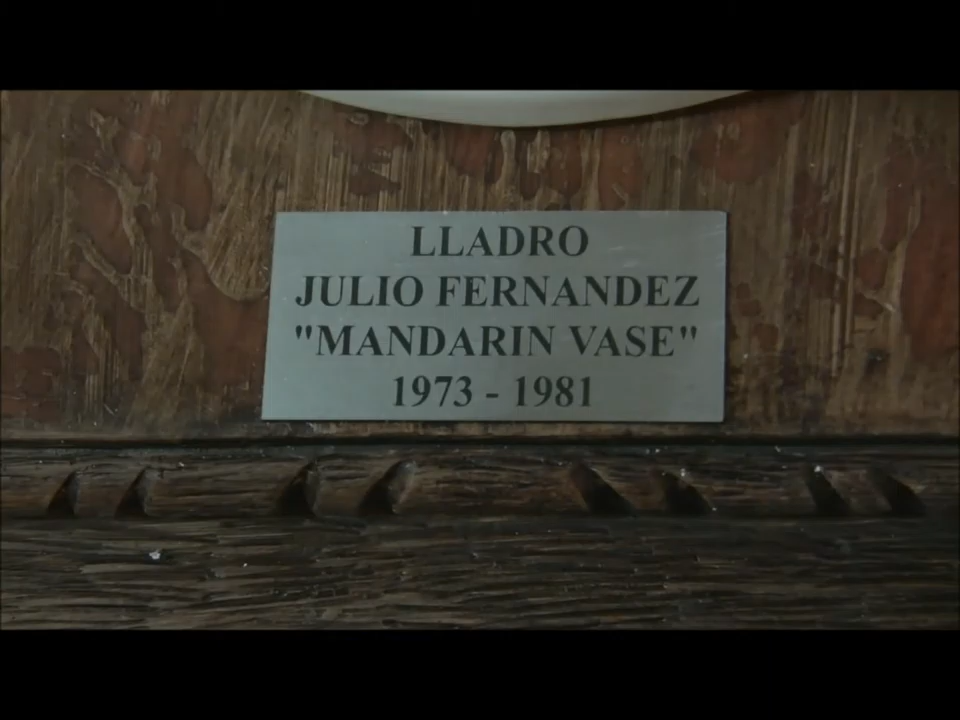 LLADRO
JULIO FERNANDEZ
"MANDARIN VASE"
1973 - 1981